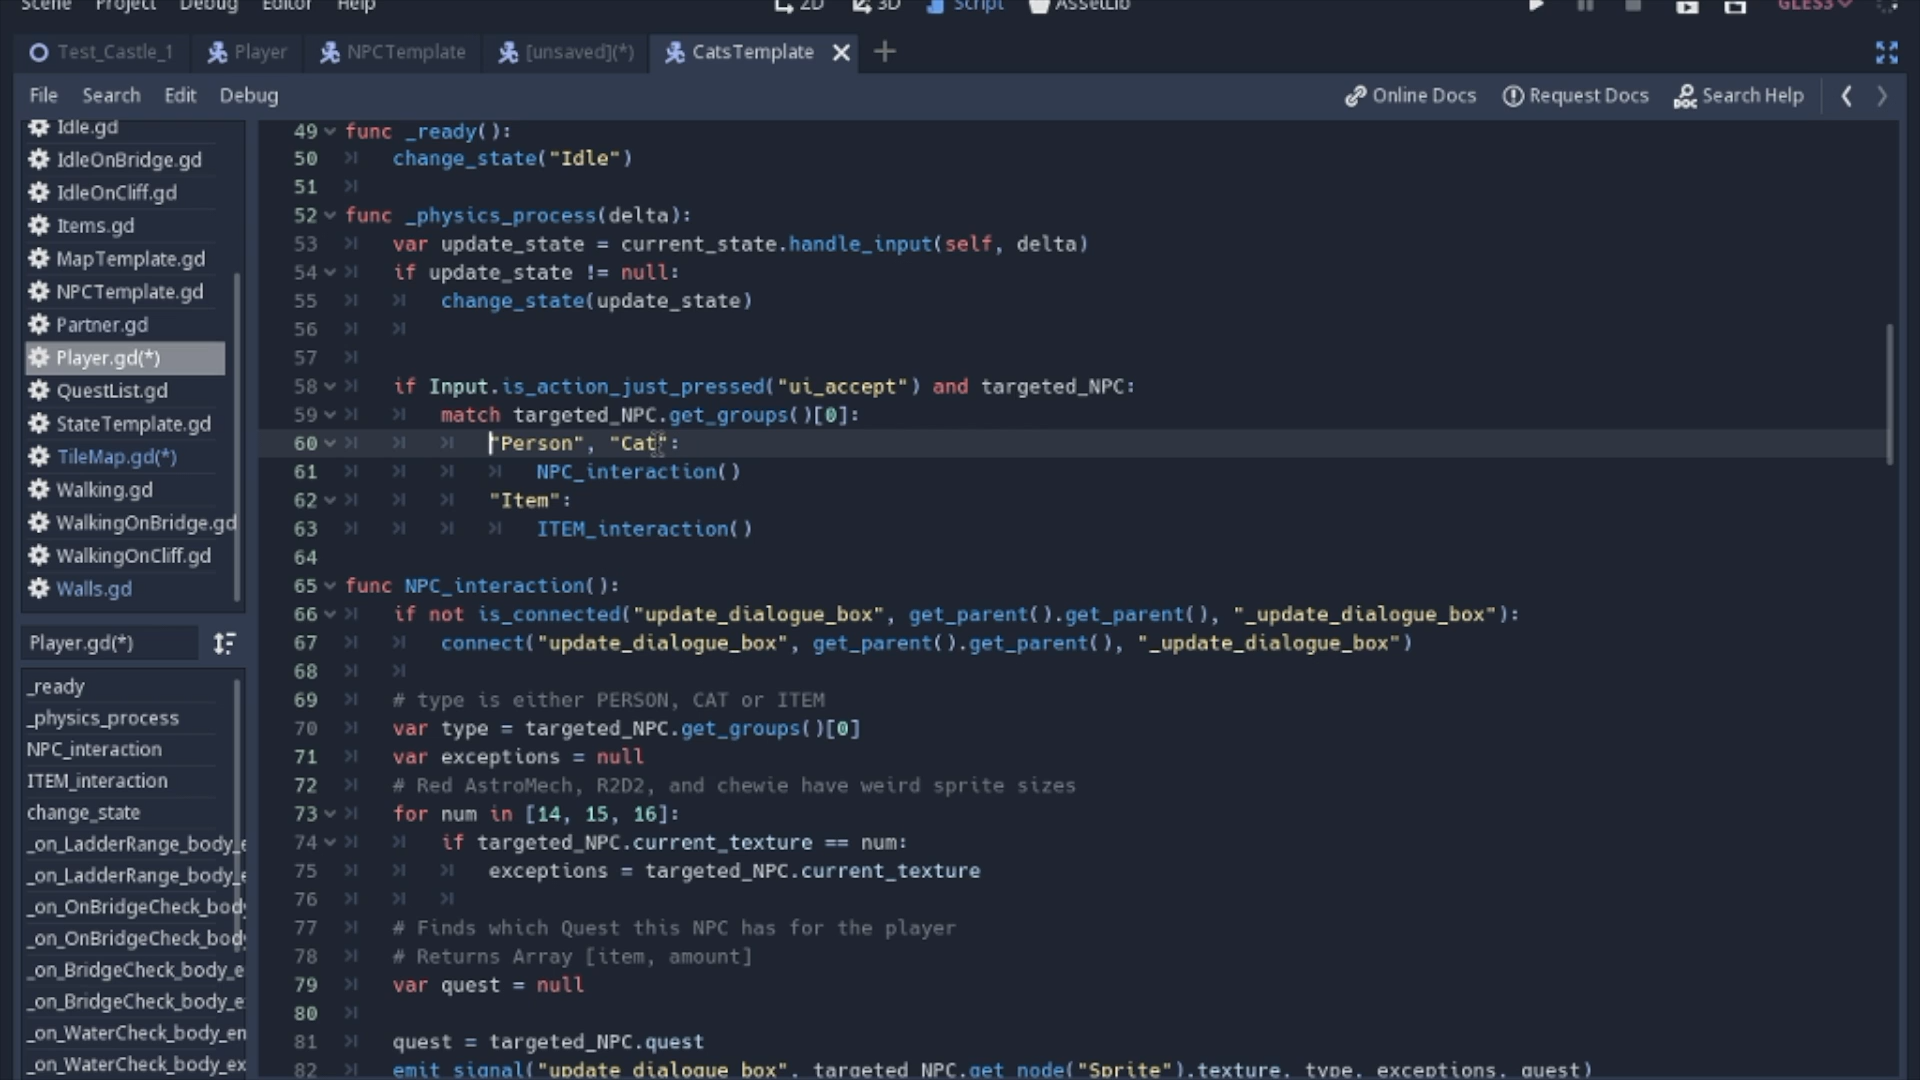 Scene Project Debug Editor Help 2D 3D Script AssetLib GLES3
Test_Castle_1 Player NPCTemplate [unsaved](*) CatsTemplate
File Search Edit Debug Online Docs Request Docs Search Help
Idle.gd
IdleOnBridge.gd
IdleOnCliff.gd
Items.gd
MapTemplate.gd
NPCTemplate.gd
Partner.gd
Player.gd(*)
QuestList.gd
StateTemplate.gd
TileMap.gd(*)
Walking.gd
WalkingOnBridge.gd
WalkingOnCliff.gd
Walls.gd
Player.gd(*)
_ready
_physics_process
NPC_interaction
ITEM_interaction
change_state
_on_LadderRange_body_e
_on_LadderRange_body_e
_on_OnBridgeCheck_body
_on_OnBridgeCheck_body
_on_BridgeCheck_body_e
_on_BridgeCheck_body_e
_on_WaterCheck_body_en
_on_WaterCheck_body_ex
49 func _ready():
50 change_state("Idle")
51
52 func _physics_process(delta):
53 var update_state = current_state.handle_input(self, delta)
54 if update_state != null:
55 change_state(update_state)
56
57
58 if Input.is_action_just_pressed("ui_accept") and targeted_NPC:
59 match targeted_NPC.get_groups()[0]:
60 "Person", "Cat":
61 NPC_interaction()
62 "Item":
63 ITEM_interaction()
64
65 func NPC_interaction():
66 if not is_connected("update_dialogue_box", get_parent().get_parent(), "_update_dialogue_box"):
67 connect("update_dialogue_box", get_parent().get_parent(), "_update_dialogue_box")
68
69 # type is either PERSON, CAT or ITEM
70 var type = targeted_NPC.get_groups()[0]
71 var exceptions = null
72 # Red AstroMech, R2D2, and chewie have weird sprite sizes
73 for num in [14, 15, 16]:
74 if targeted_NPC.current_texture == num:
75 exceptions = targeted_NPC.current_texture
76
77 # Finds which Quest this NPC has for the player
78 # Returns Array [item, amount]
79 var quest = null
80
81 quest = targeted_NPC.quest
82 emit_signal("update_dialogue_box", targeted_NPC.get_node("Sprite").texture, type, exceptions, quest)